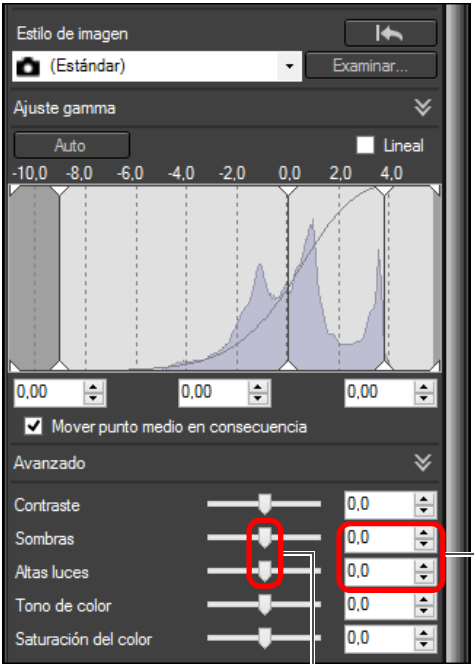 Estilo de imagen
(Estándar) Examinar...
Ajuste gamma
Auto Lineal
-10,0 -8,0 -6,0 -4,0 -2,0 0,0 2,0 4,0
0,00 0,00 0,00
Mover punto medio en consecuencia
Avanzado
Contraste 0,0
Sombras 0,0
Altas luces 0,0
Tono de color 0,0
Saturación del color 0,0